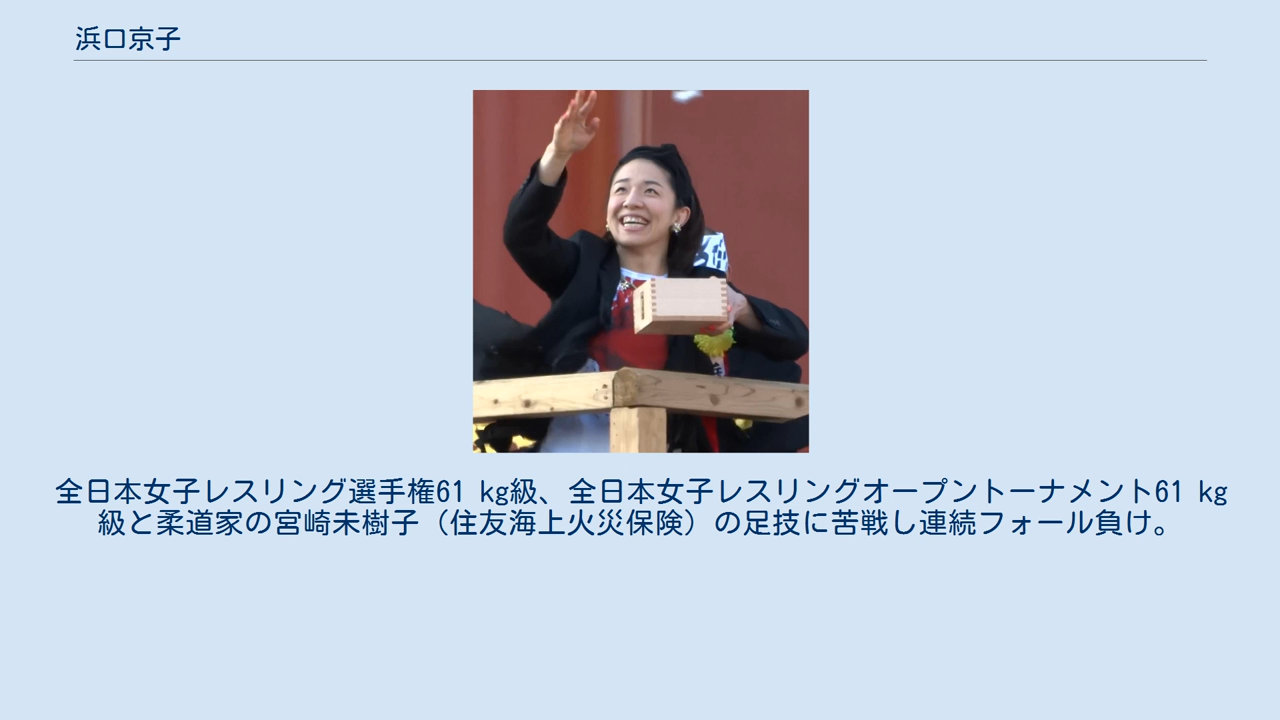 浜口京子
全日本女子レスリング選手権61 kg級、全日本女子レスリングオープントーナメント61 kg
級と柔道家の宮崎未樹子（住友海上火災保険）の足技に苦戦し連続フォール負け。